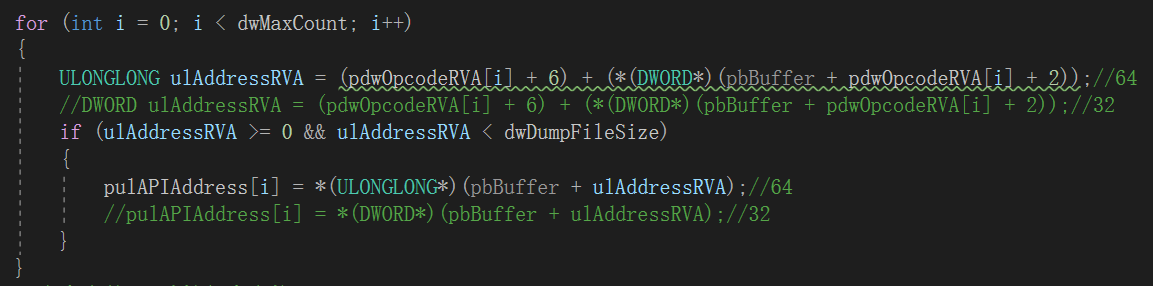 for (int i = 0; i < dwMaxCount; i++)
{
ULONGLONG ulAddressRVA = (pdwOpcodeRVA[i] + 6) + (*(DWORD*)(pbBuffer + pdwOpcodeRVA[i] + 2));//64
//DWORD ulAddressRVA = (pdwOpcodeRVA[i] + 6) + (*(DWORD*)(pbBuffer + pdwOpcodeRVA[i] + 2));//32
if (ulAddressRVA >= 0 && ulAddressRVA < dwDumpFileSize)
{
pulAPIAddress[i] = *(ULONGLONG*)(pbBuffer + ulAddressRVA);//64
//pulAPIAddress[i] = *(DWORD*)(pbBuffer + ulAddressRVA);//32
}
}